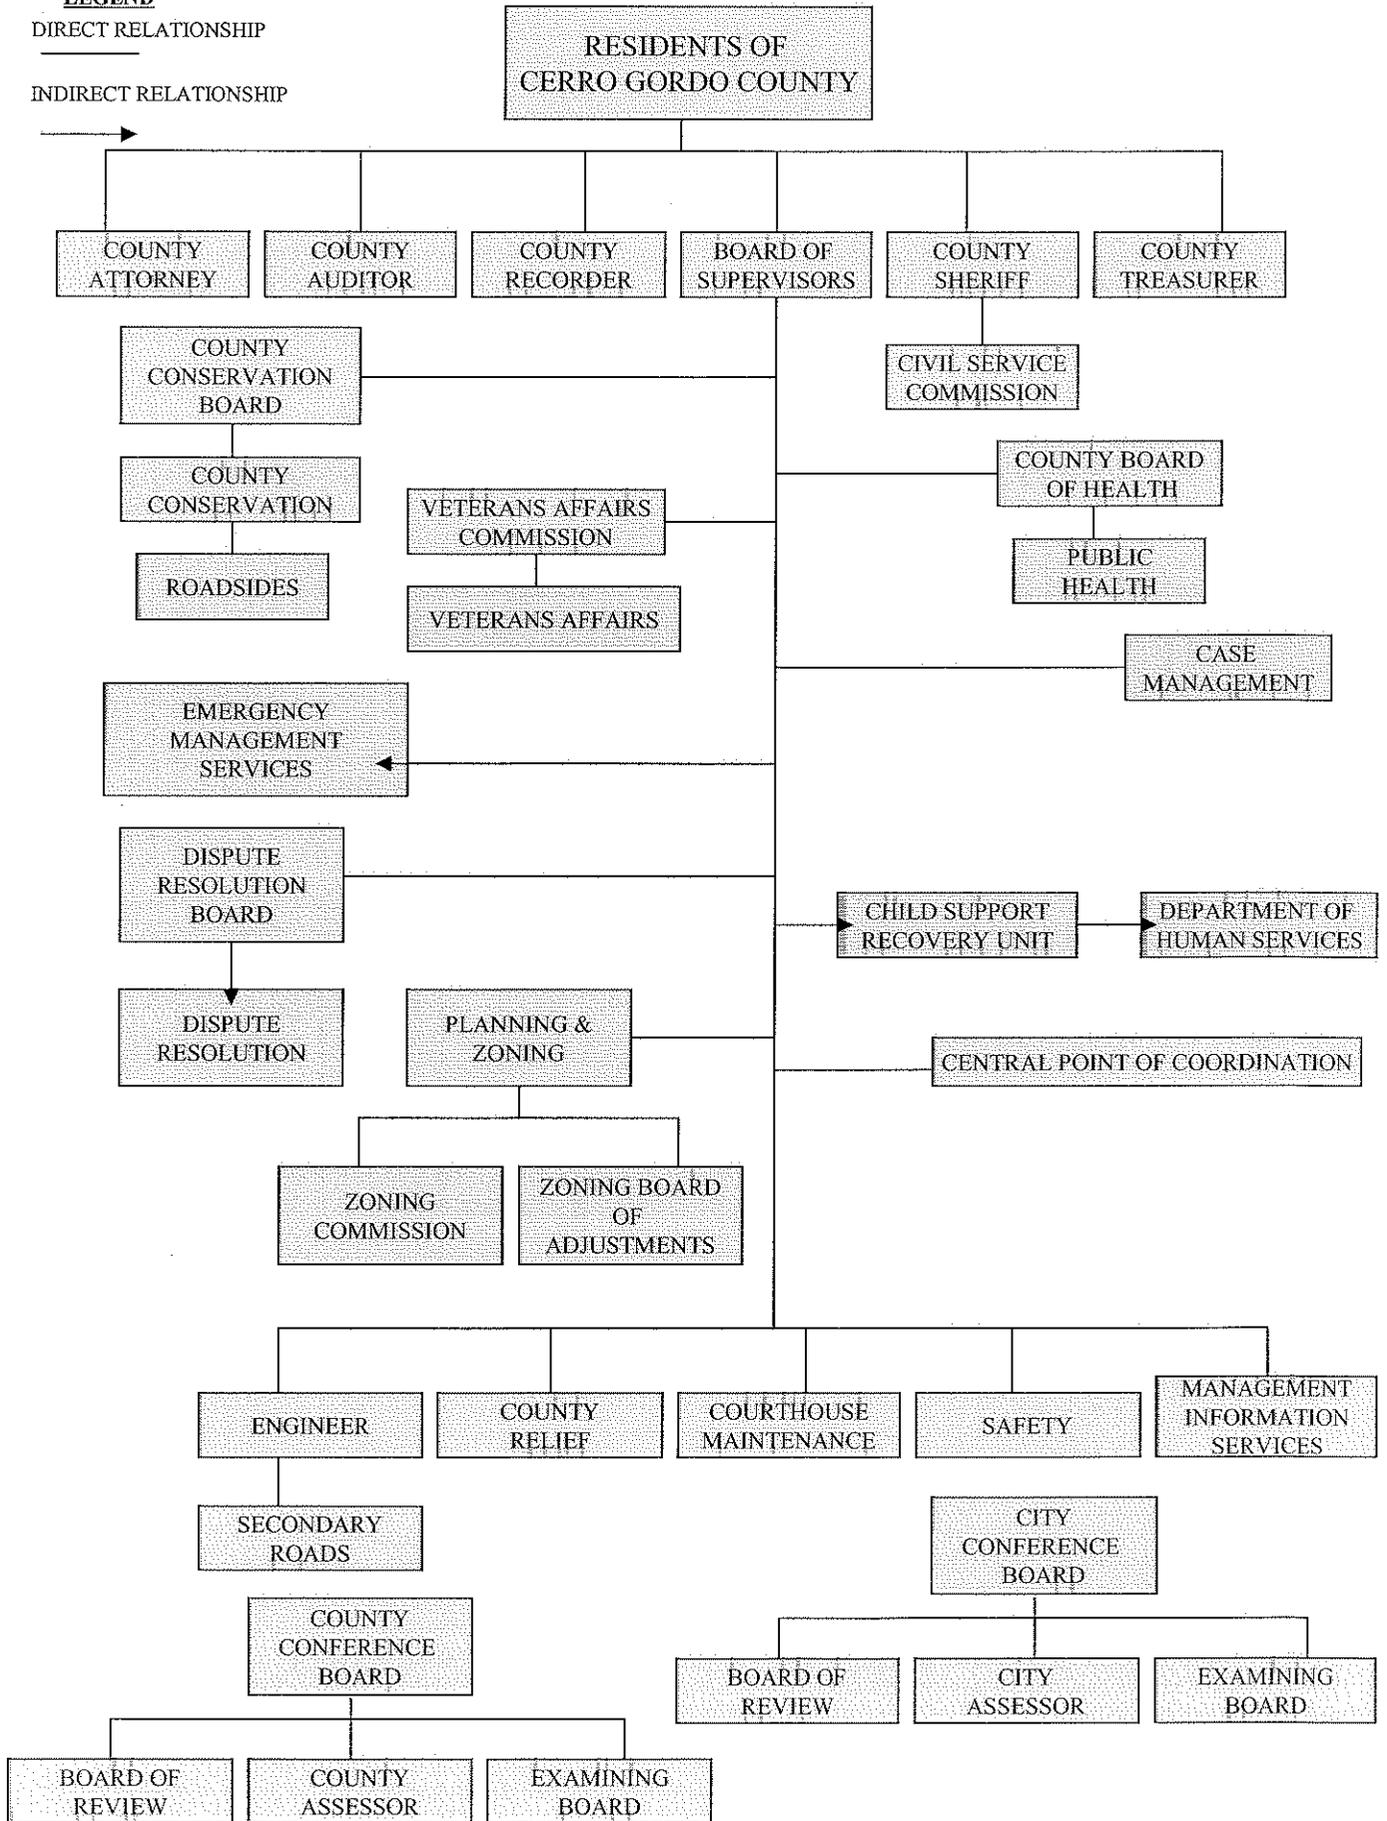 LEGEND
DIRECT RELATIONSHIP
INDIRECT RELATIONSHIP
RESIDENTS OF
CERRO GORDO COUNTY
COUNTY
ATTORNEY
COUNTY
AUDITOR
COUNTY
RECORDER
BOARD OF
SUPERVISORS
COUNTY
SHERIFF
COUNTY
TREASURER
COUNTY
CONSERVATION
BOARD
CIVIL SERVICE
COMMISSION
COUNTY
CONSERVATION
VETERANS AFFAIRS
COMMISSION
COUNTY BOARD
OF HEALTH
ROADSIDES
VETERANS AFFAIRS
PUBLIC
HEALTH
CASE
MANAGEMENT
EMERGENCY
MANAGEMENT
SERVICES
DISPUTE
RESOLUTION
BOARD
CHILD SUPPORT
RECOVERY UNIT
DEPARTMENT OF
HUMAN SERVICES
DISPUTE
RESOLUTION
PLANNING &
ZONING
CENTRAL POINT OF COORDINATION
ZONING
COMMISSION
ZONING BOARD
OF
ADJUSTMENTS
ENGINEER
COUNTY
RELIEF
COURTHOUSE
MAINTENANCE
SAFETY
MANAGEMENT
INFORMATION
SERVICES
SECONDARY
ROADS
CITY
CONFERENCE
BOARD
COUNTY
CONFERENCE
BOARD
BOARD OF
REVIEW
CITY
ASSESSOR
EXAMINING
BOARD
BOARD OF
REVIEW
COUNTY
ASSESSOR
EXAMINING
BOARD